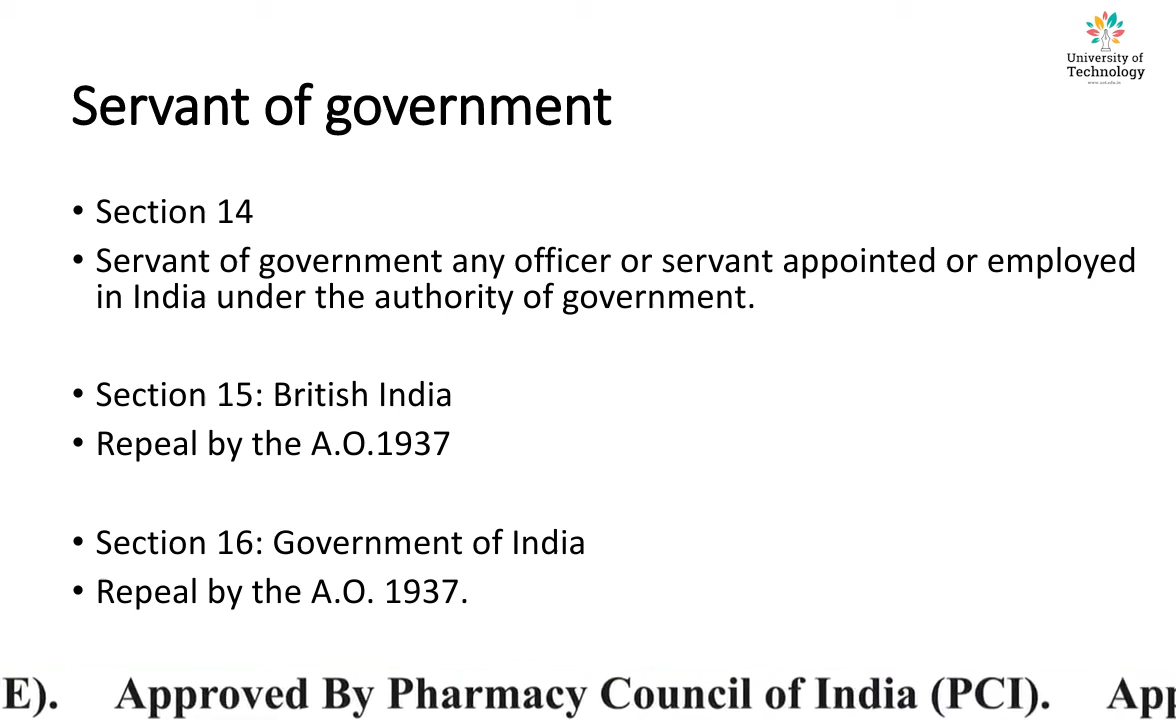 University of
Technology
Servant of government
• Section 14
• Servant of government any officer or servant appointed or employed
in India under the authority of government.
• Section 15: British India
• Repeal by the A.O.1937
• Section 16: Government of India
• Repeal by the A.O. 1937.
E). Approved By Pharmacy Council of India (PCI). App